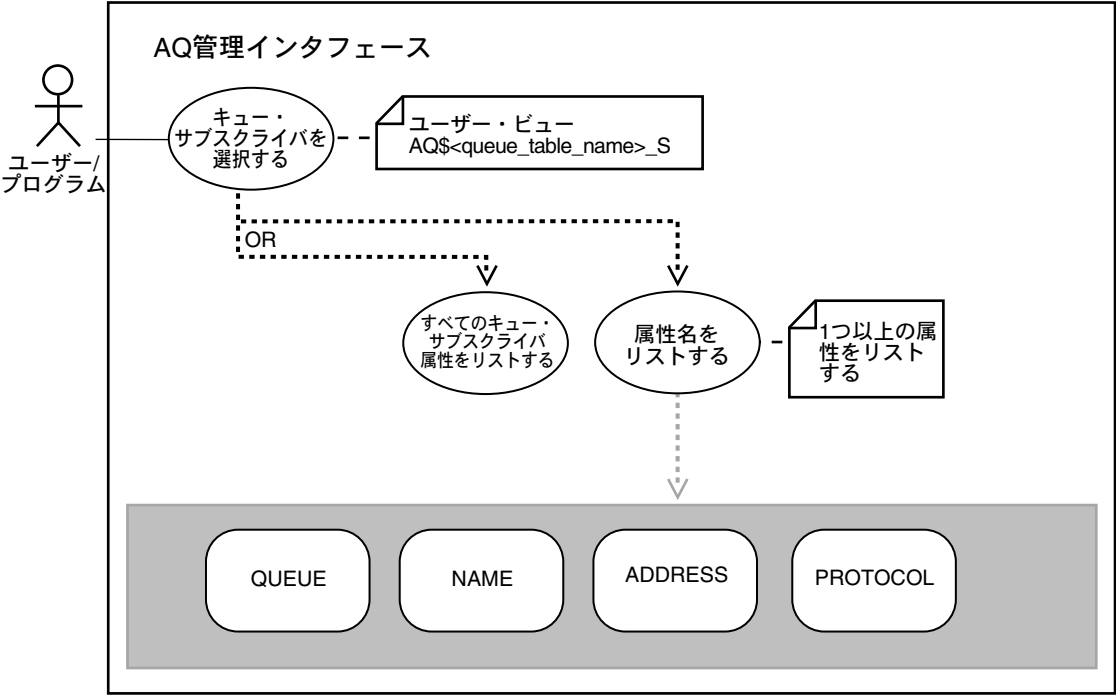 AQ管理インタフェース
キュー・
サブスクライバを
選択する
ユーザー・ビュー
AQ$<queue_table_name>_S
ユーザー/
プログラム
OR
すべてのキュー・
サブスクライバ
属性をリストする
属性名を
リストする
1つ以上の属
性をリスト
する
QUEUE
NAME
ADDRESS
PROTOCOL